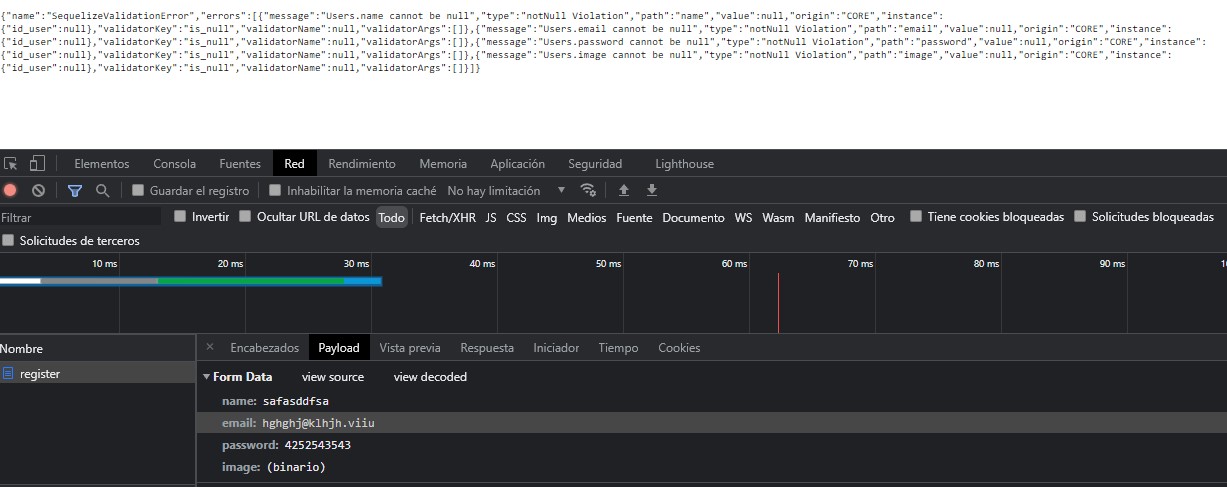 {"name":"SequelizeValidationError","errors":[{"message":"Users.name cannot be null","type":"notNull Violation","path":"name","value":null,"origin":"CORE","instance":
{"id_user":null},"validatorKey":"is_null","validatorName":null,"validatorArgs":[]},{"message":"Users.email cannot be null","type":"notNull Violation","path":"email","value":null,"origin":"CORE","instance":
{"id_user":null},"validatorKey":"is_null","validatorName":null,"validatorArgs":[]},{"message":"Users.password cannot be null","type":"notNull Violation","path":"password","value":null,"origin":"CORE","instance":
{"id_user":null},"validatorKey":"is_null","validatorName":null,"validatorArgs":[]},{"message":"Users.image cannot be null","type":"notNull Violation","path":"image","value":null,"origin":"CORE","instance":
{"id_user":null},"validatorKey":"is_null","validatorName":null,"validatorArgs":[]}]}
Elementos Consola Fuentes Red Rendimiento Memoria Aplicación Seguridad Lighthouse
Guardar el registro Inhabilitar la memoria caché No hay limitación
Filtrar Invertir Ocultar URL de datos Todo Fetch/XHR JS CSS Img Medios Fuente Documento WS Wasm Manifiesto Otro Tiene cookies bloqueadas Solicitudes bloqueadas
Solicitudes de terceros
10 ms 20 ms 30 ms 40 ms 50 ms 60 ms 70 ms 80 ms 90 ms 1
Nombre × Encabezados Payload Vista previa Respuesta Iniciador Tiempo Cookies
register Form Data view source view decoded
name: safasddfsa
email: hghghj@klhjh.viiu
password: 4252543543
image: (binario)